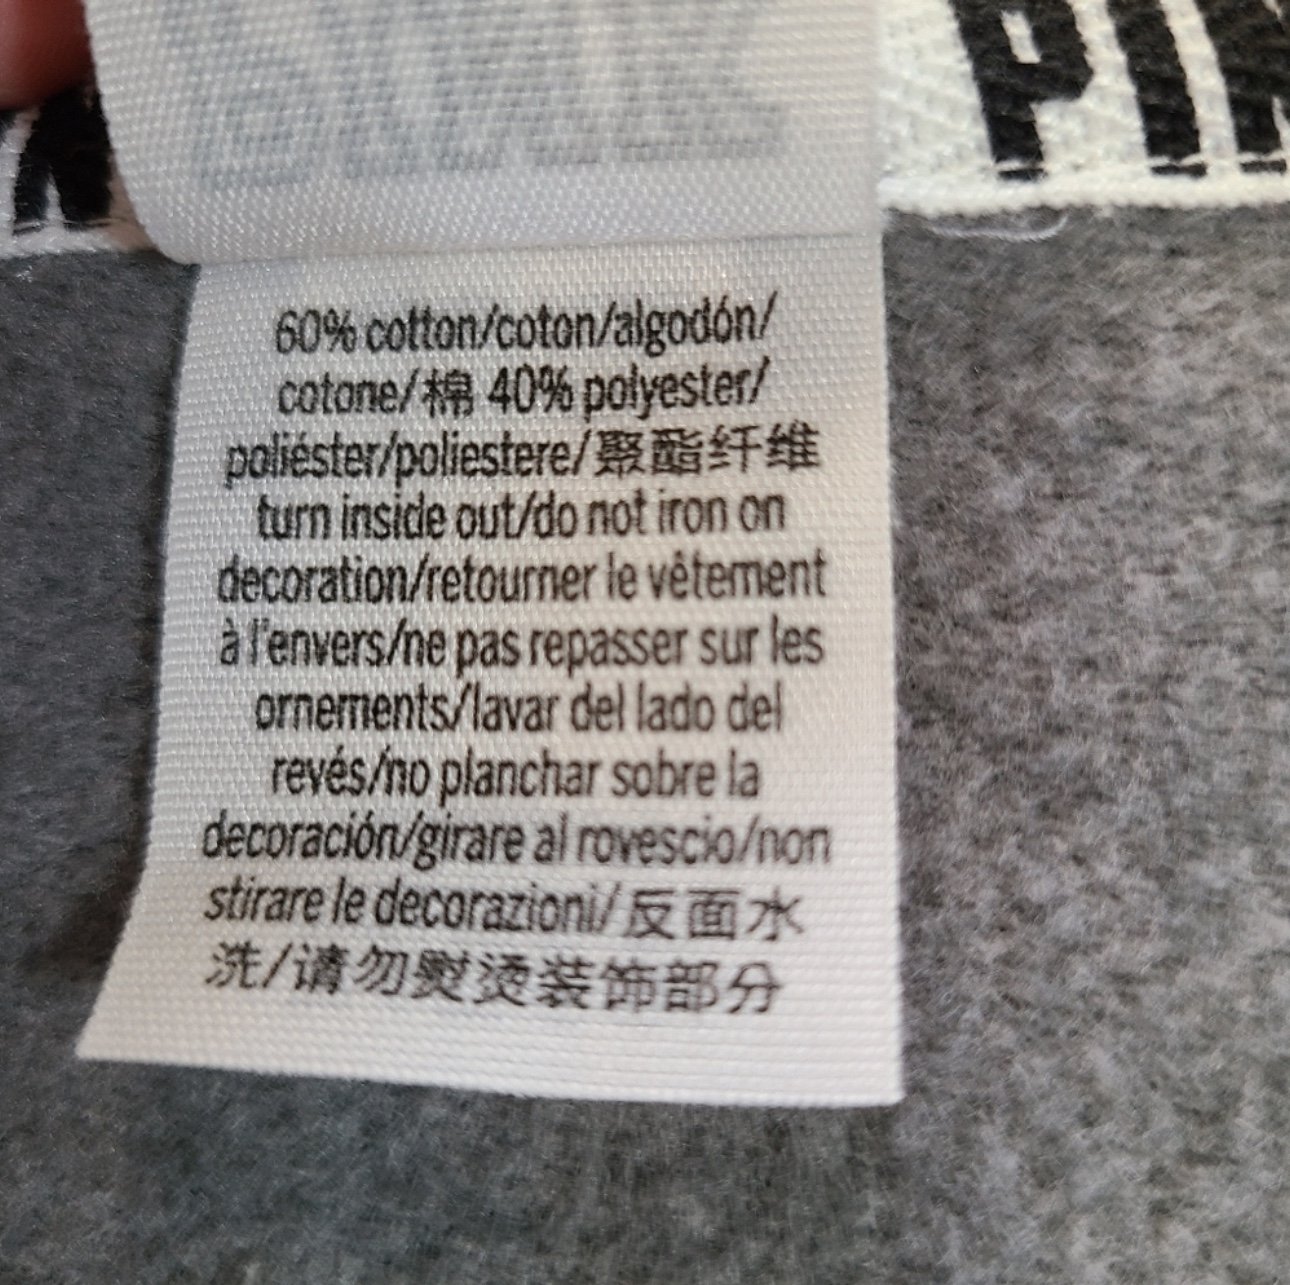 PIN
60% cotton/coton/algodón/
cotone/棉 40% polyester/
poliéster/poliestere/聚酯纤维
turn inside out/do not iron on
decoration/retourner le vêtement
à l'envers/ne pas repasser sur les
ornements/lavar del lado del
revés/no planchar sobre la
decoración/girare al rovescio/non
stirare le decorazioni/反面水
洗/请勿熨烫装饰部分